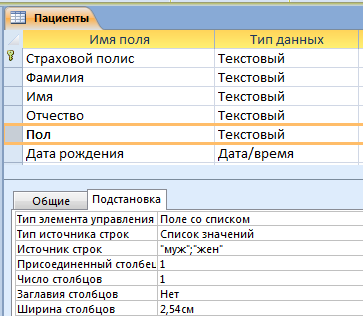 Пациенты
Имя поля Тип данных
Страховой полис Текстовый
Фамилия Текстовый
Имя Текстовый
Отчество Текстовый
Пол Текстовый
Дата рождения Дата/время
Общие Подстановка
Тип элемента управления Поле со списком
Тип источника строк Список значений
Источник строк "муж";"жен"
Присоединенный столбец 1
Число столбцов 1
Заглавия столбцов Нет
Ширина столбцов 2,54см